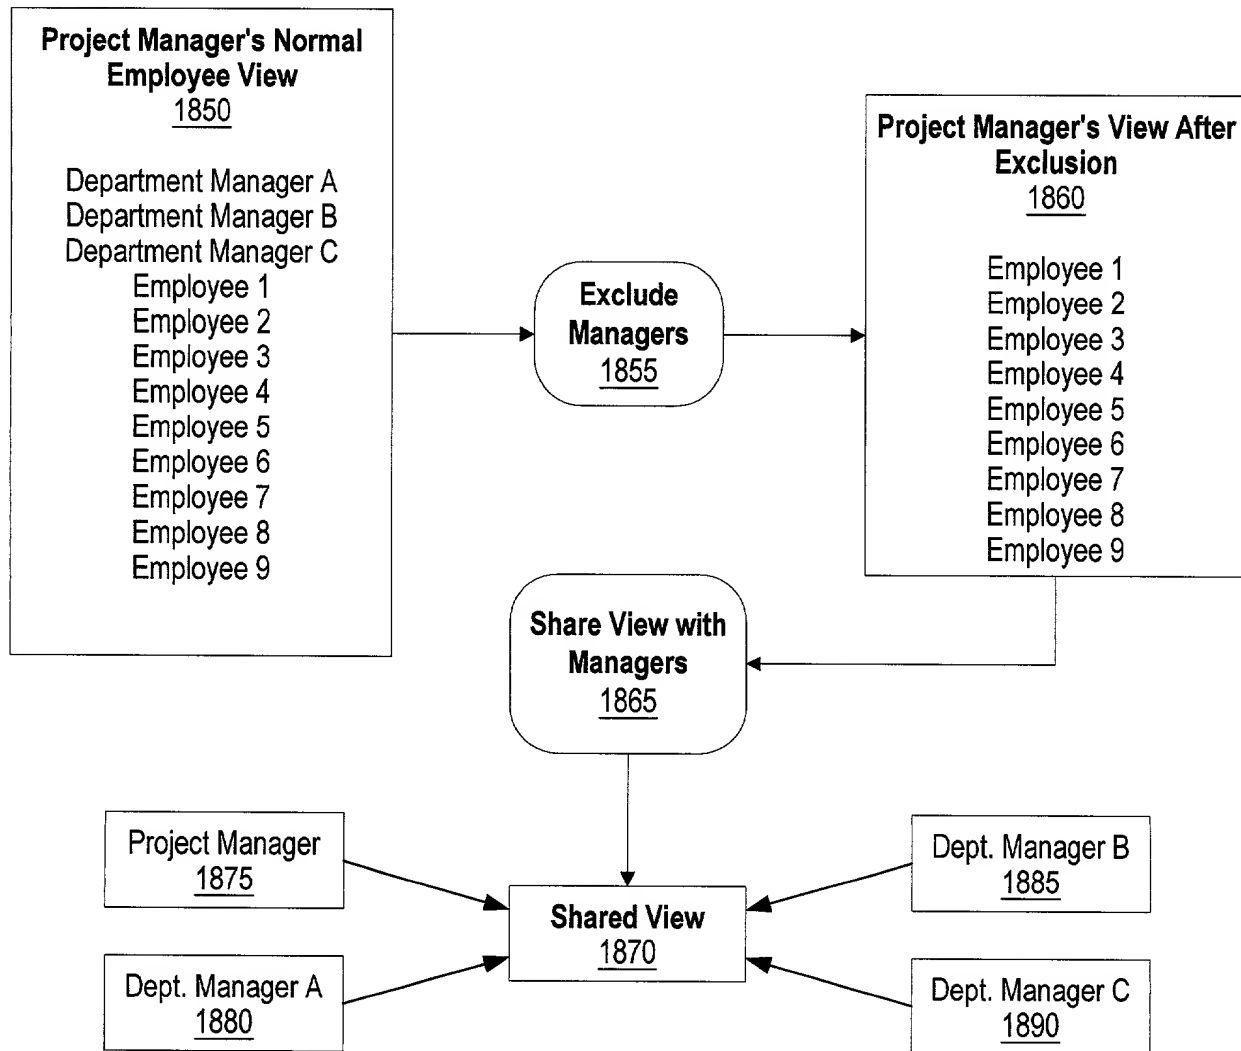 Project Manager's Normal
Employee View
1850
Department Manager A
Department Manager B
Department Manager C
Employee 1
Employee 2
Employee 3
Employee 4
Employee 5
Employee 6
Employee 7
Employee 8
Employee 9
Exclude
Managers
1855
Project Manager's View After
Exclusion
1860
Employee 1
Employee 2
Employee 3
Employee 4
Employee 5
Employee 6
Employee 7
Employee 8
Employee 9
Share View with
Managers
1865
Project Manager
1875
Dept. Manager A
1880
Shared View
1870
Dept. Manager B
1885
Dept. Manager C
1890